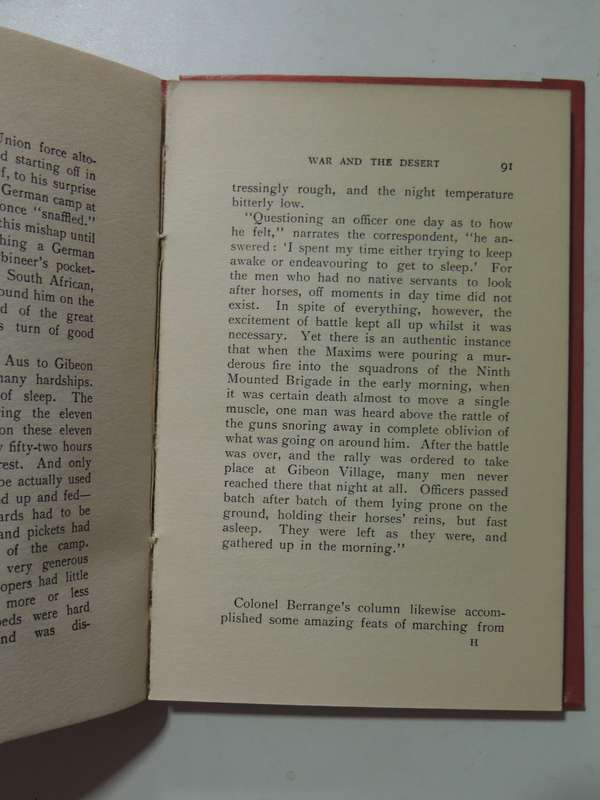 Union force alto-
d starting off in
f, to his surprise
German camp at
once "snaffled."
this mishap until
hing a German
bineer's pocket-
South African,
ound him on the
d of the great
s turn of good
Aus to Gibeon
many hardships.
of sleep. The
ing the eleven
on these eleven
y fifty-two hours
rest. And only
be actually used
d up and fed—
ards had to be
and pickets had
of the camp.
very generous
opers had little
more or less
beds were hard
nd was dis-
WAR AND THE DESERT 91
tressingly rough, and the night temperature
bitterly low.
"Questioning an officer one day as to how
he felt," narrates the correspondent, "he an-
swered: 'I spent my time either trying to keep
awake or endeavouring to get to sleep.' For
the men who had no native servants to look
after horses, off moments in day time did not
exist. In spite of everything, however, the
excitement of battle kept all up whilst it was
necessary. Yet there is an authentic instance
that when the Maxims were pouring a mur-
derous fire into the squadrons of the Ninth
Mounted Brigade in the early morning, when
it was certain death almost to move a single
muscle, one man was heard above the rattle of
the guns snoring away in complete oblivion of
what was going on around him. After the battle
was over, and the rally was ordered to take
place at Gibeon Village, many men never
reached there that night at all. Officers passed
batch after batch of them lying prone on the
ground, holding their horses' reins, but fast
asleep. They were left as they were, and
gathered up in the morning."
Colonel Berrange's column likewise accom-
plished some amazing feats of marching from
H